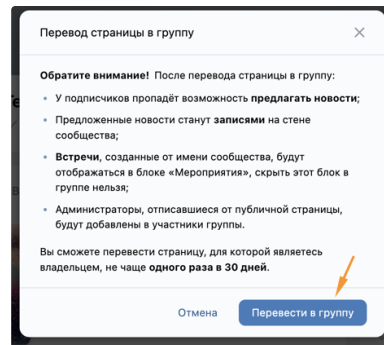 Перевод страницы в группу
Обратите внимание! После перевода страницы в группу:
У подписчиков пропадёт возможность предлагать новости;
Предложенные новости станут записями на стене
сообщества;
Встречи, созданные от имени сообщества, будут
отображаться в блоке «Мероприятия», скрыть этот блок в
группе нельзя;
Администраторы, отписавшиеся от публичной страницы,
будут добавлены в участники группы.
Вы сможете перевести страницу, для которой являетесь
владельцем, не чаще одного раза в 30 дней.
Отмена
Перевести в группу